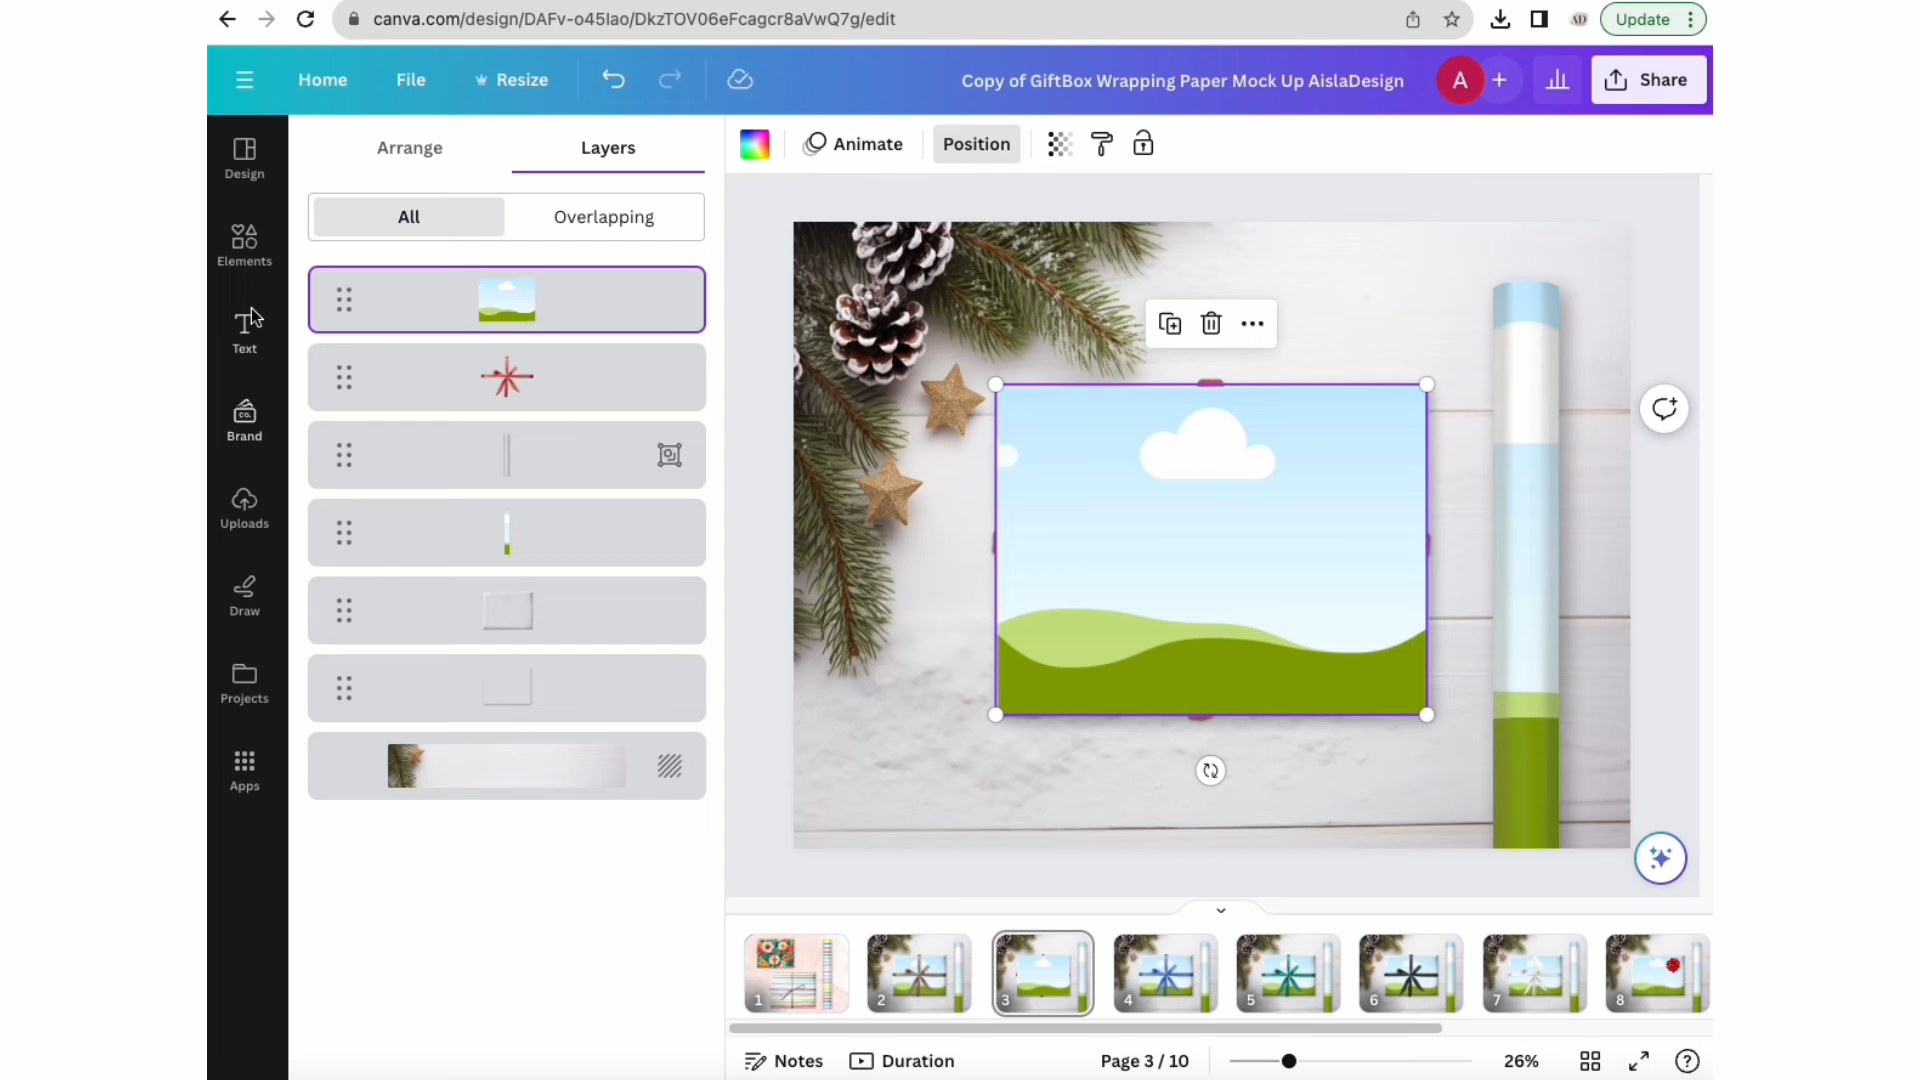 canva.com/design/DAFv-o45lao/DkzTOV06eFcagcr8aVwQ7g/edit
AD
Update
Home
File
Resize
Copy of GiftBox Wrapping Paper Mock Up AislaDesign
A
Share
Design
Elements
Text
Brand
CO.
Uploads
Draw
Projects
Apps
Arrange
Layers
All
Overlapping
Animate
Position
1
2
3
4
5
6
7
8
Notes
Duration
Page 3 / 10
26%